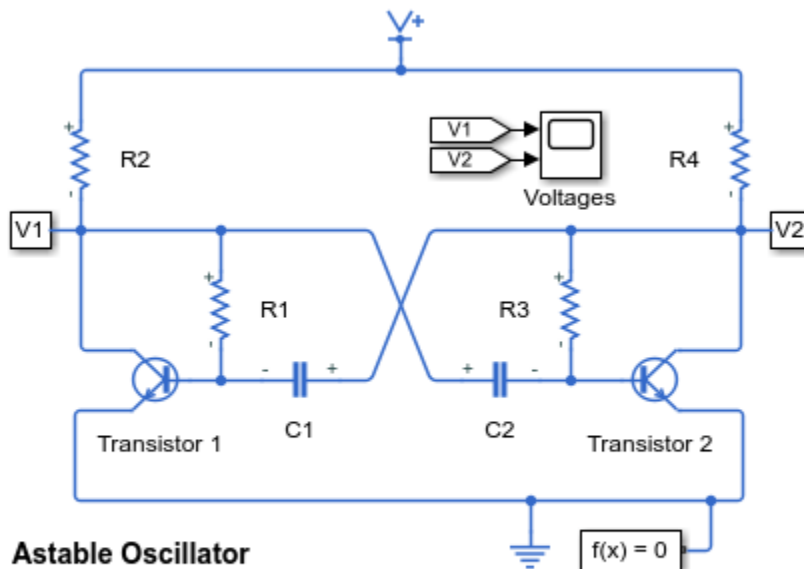 V+
V1
V2
R2
R4
Voltages
V1
V2
+
-
+
-
+
-
R1
+
-
R3
-
+
+
-
C1
C2
Transistor 1
Transistor 2
Astable Oscillator
f(x) = 0